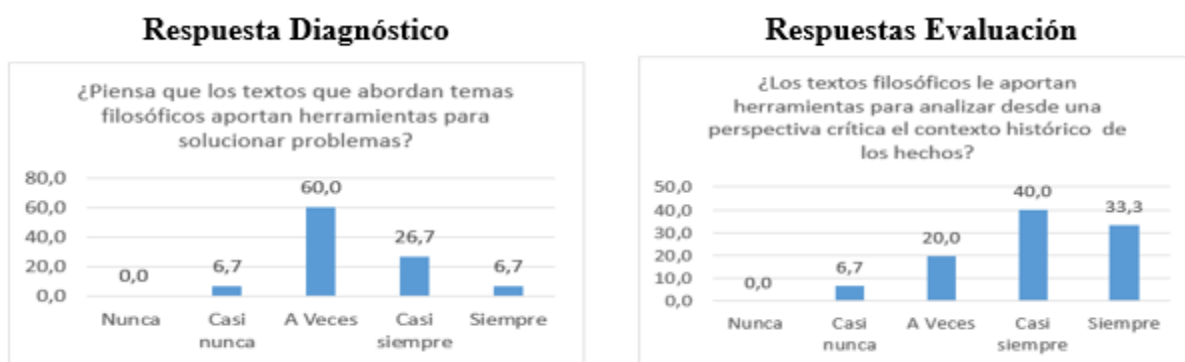 Respuesta Diagnóstico
¿Piensa que los textos que abordan temas
filosóficos aportan herramientas para
solucionar problemas?
80,0
60,0
40,0
20,0
0,0
0,0
6,7
60,0
26,7
6,7
Nunca
Casi
nunca
A Veces
Casi
siempre
Siempre
Respuestas Evaluación
¿Los textos filosóficos le aportan
herramientas para analizar desde una
perspectiva crítica el contexto histórico de
los hechos?
50,0
40,0
30,0
20,0
10,0
0,0
0,0
6,7
20,0
40,0
33,3
Nunca
Casi
nunca
A Veces
Casi
siempre
Siempre